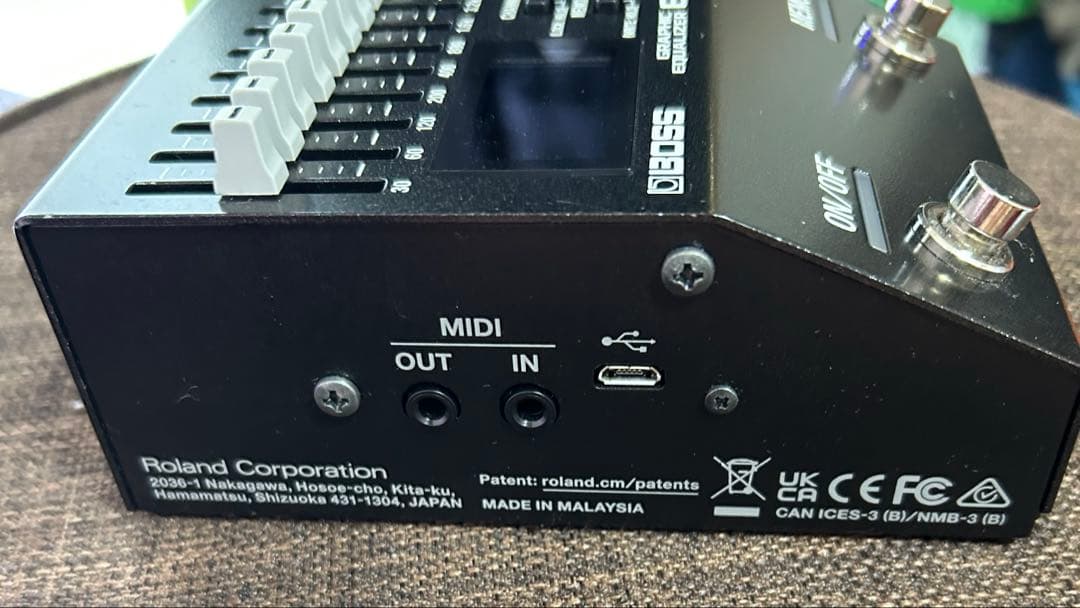 30
60
120
200
400
GRAPHIC
EQUALIZER
BOSS
ON/OFF
MIDI
OUT IN
Roland Corporation
2036-1 Nakagawa, Hosoe-cho, Kita-ku,
Hamamatsu, Shizuoka 431-1304, JAPAN
Patent: roland.cm/patents
MADE IN MALAYSIA
UK
CA CE FC
CAN ICES-3 (B)/NMB-3 (B)